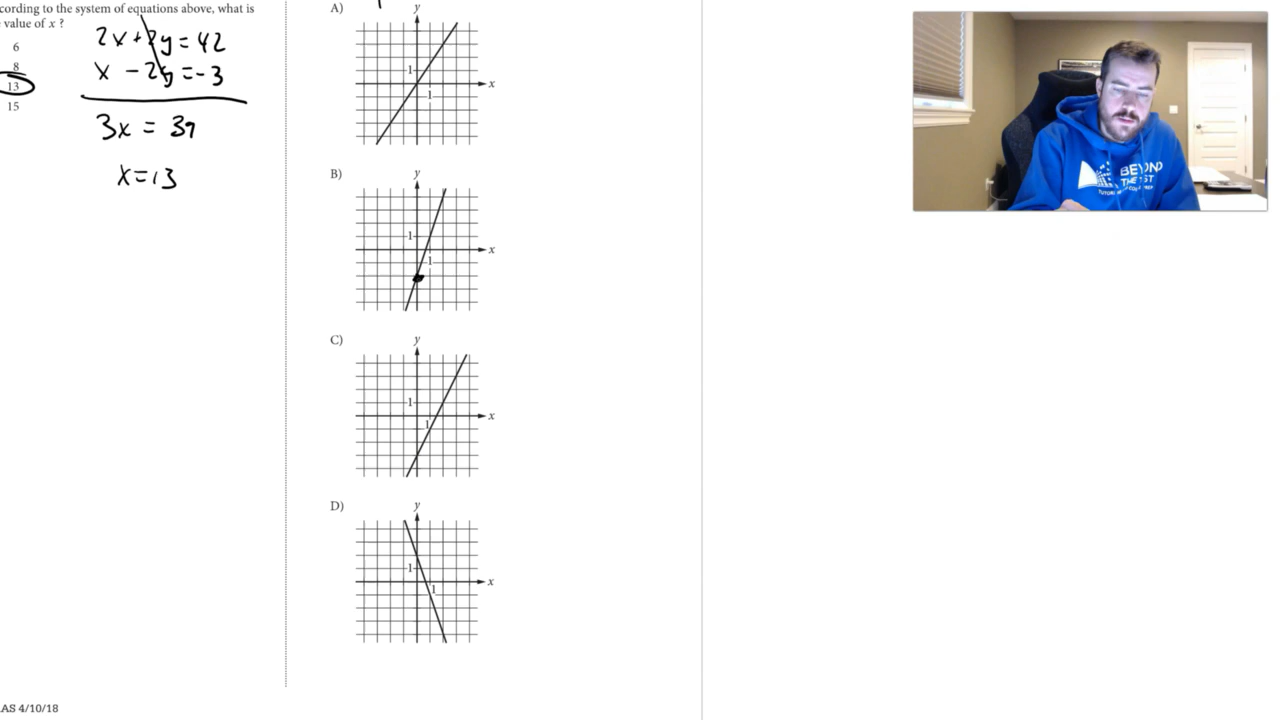 cording to the system of equations above, what is
value of x ?
6
8
13
15
2x+2y=42
x -2y=-3
3x = 39
x=13
A)
y
1
x
1
B)
y
1
x
1
C)
y
1
x
1
D)
y
1
x
1
BEYOND
THE
AS 4/10/18